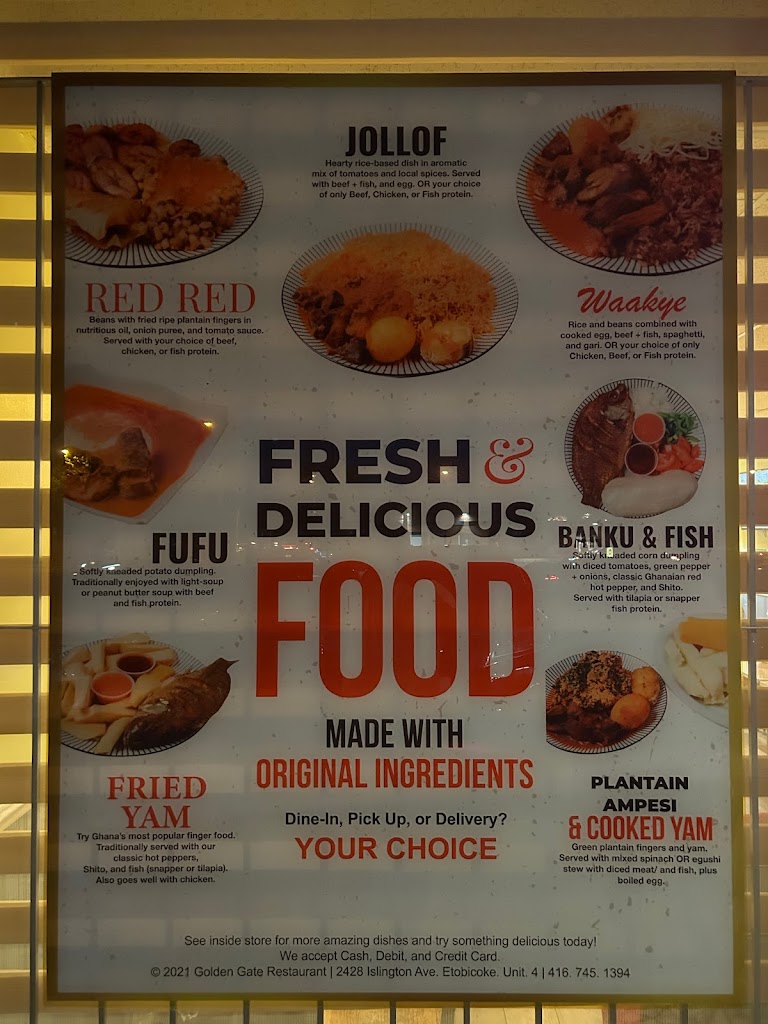 JOLLOF
Hearty rice-based dish in aromatic
mix of tomatoes and local spices. Served
with beef + fish, and egg. OR your choice
of only Beef, Chicken, or Fish protein.
RED RED
Beans with fried ripe plantain fingers in
nutritious oil, onion puree, and tomato sauce.
Served with your choice of beef,
chicken, or fish protein.
Waakye
Rice and beans combined with
cooked egg, beef + fish, spaghetti,
and gari. OR your choice of only
Chicken, Beef, or Fish protein.
FRESH &
DELICIOUS
FOOD
MADE WITH
ORIGINAL INGREDIENTS
Dine-In, Pick Up, or Delivery?
YOUR CHOICE
FUFU
Softly kneaded potato dumpling.
Traditionally enjoyed with light-soup
or peanut butter soup with beef
and fish.protein.
BANKU & FISH
Softly kneaded corn dumpling
with diced tomatoes, green pepper
+ onions, classic Ghanaian red
hot pepper, and Shito.
Served with tilapia or snapper
fish protein.
FRIED
YAM
Try Ghana's most popular finger food.
Traditionally served with our
classic hot peppers,
Shito, and fish (snapper or tilapia).
Also goes well with chicken.
PLANTAIN
AMPESI
& COOKED YAM
Green plantain fingers and yam.
Served with mixed spinach OR egushi
stew with diced meat/ and fish, plus
boiled egg.
See inside store for more amazing dishes and try something delicious today!
We accept Cash, Debit, and Credit Card.
© 2021 Golden Gate Restaurant | 2428 Islington Ave. Etobicoke. Unit. 4 | 416. 745. 1394